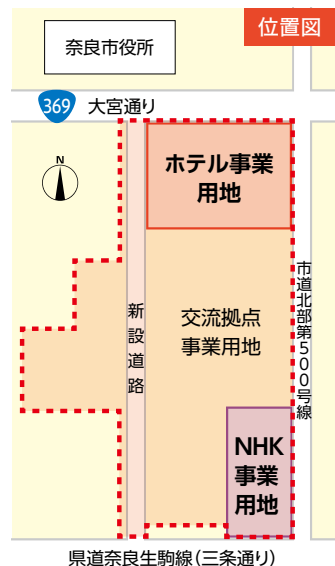 位置図
奈良市役所
369 大宮通り
N
ホテル事業
用地
新設道路
交流拠点
事業用地
市道北部第500号線
NHK
事業
用地
県道奈良生駒線(三条通り)